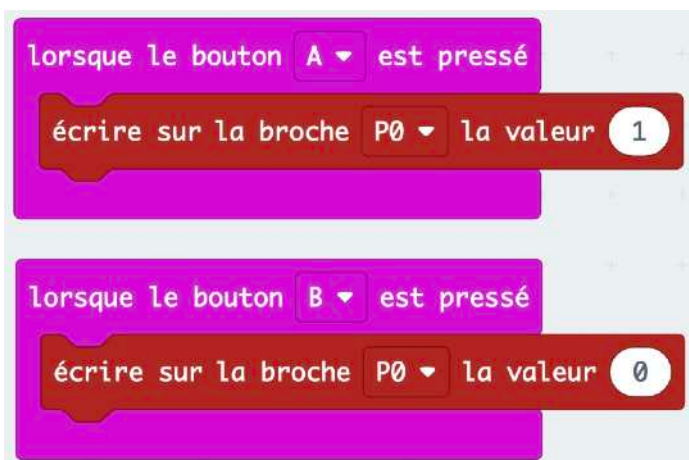 lorsque le bouton A est pressé
écrire sur la broche P0 la valeur 1
lorsque le bouton B est pressé
écrire sur la broche P0 la valeur 0